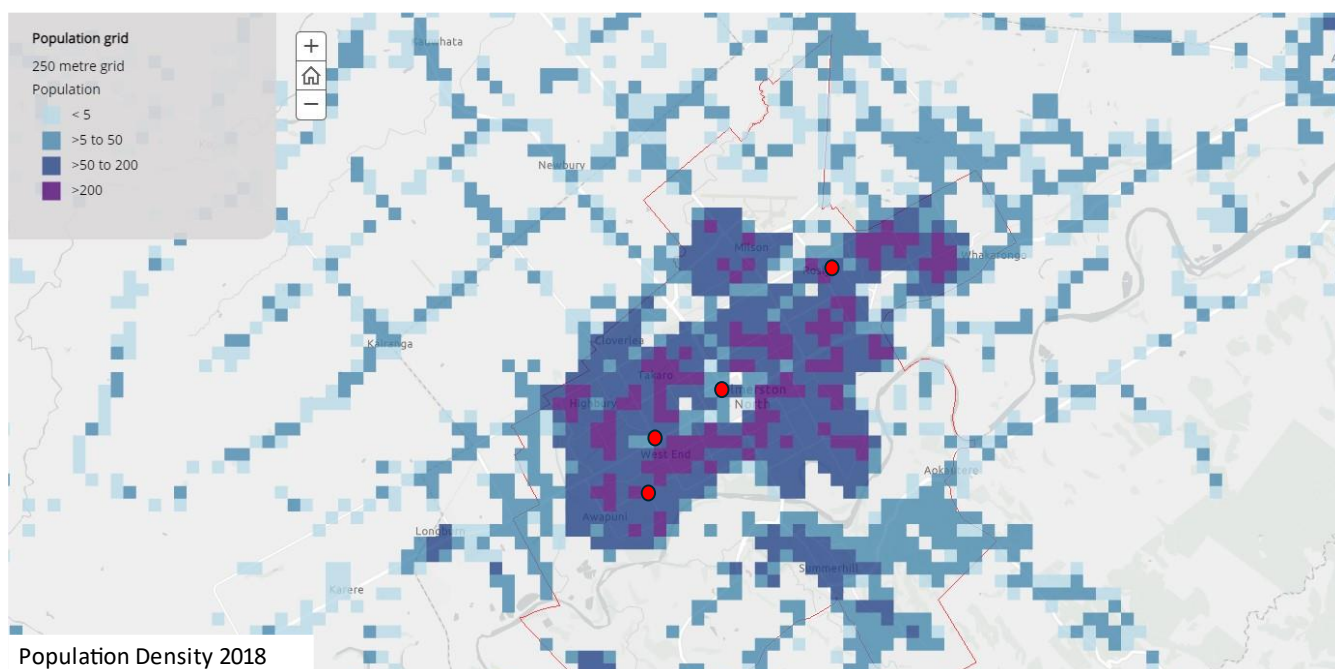 Population grid
250 metre grid
Population
< 5
>5 to 50
>50 to 200
>200
+
−
Newbury
Milson
Whakarongo
Kairanga
Cloverlea
Takaro
Highbury
North
West End
Awapuni
Longburn
Summerhill
Karere
Population Density 2018